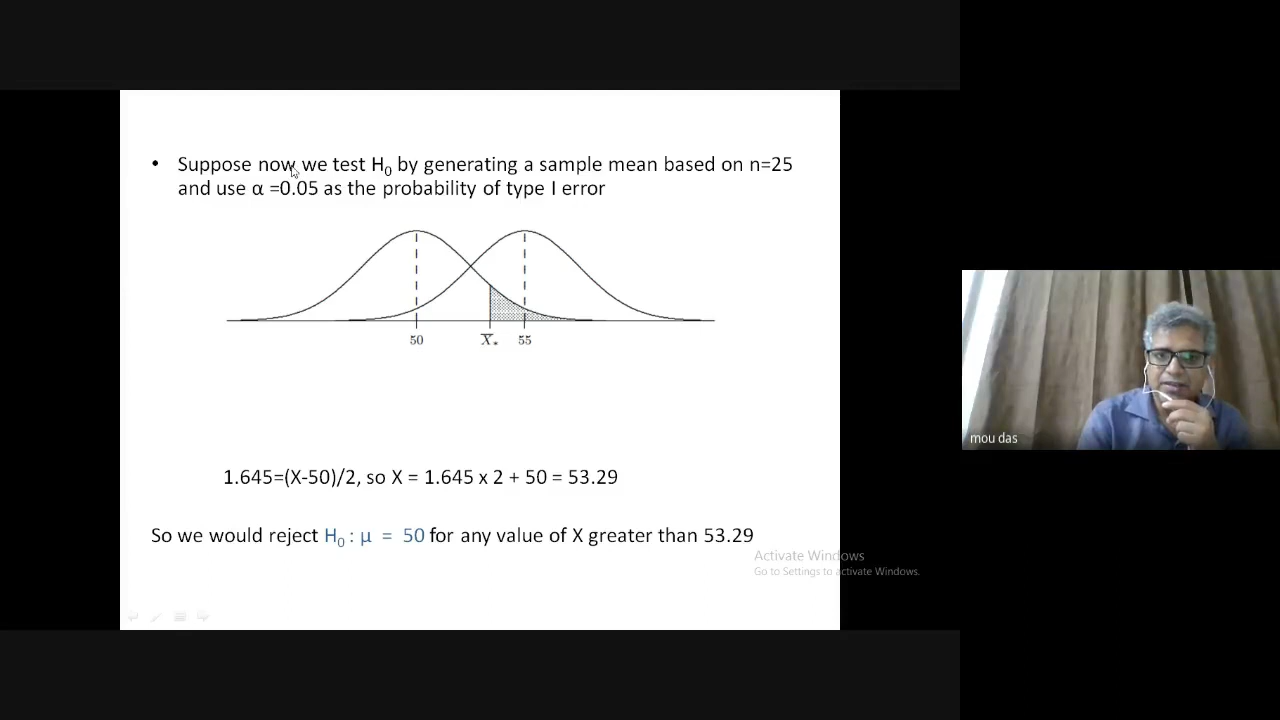 • Suppose now we test H₀ by generating a sample mean based on n=25
and use α =0.05 as the probability of type I error
50 X̅* 55
1.645=(X-50)/2, so X = 1.645 x 2 + 50 = 53.29
So we would reject H₀ : μ = 50 for any value of X greater than 53.29
Activate Windows
Go to Settings to activate Windows.
mou das